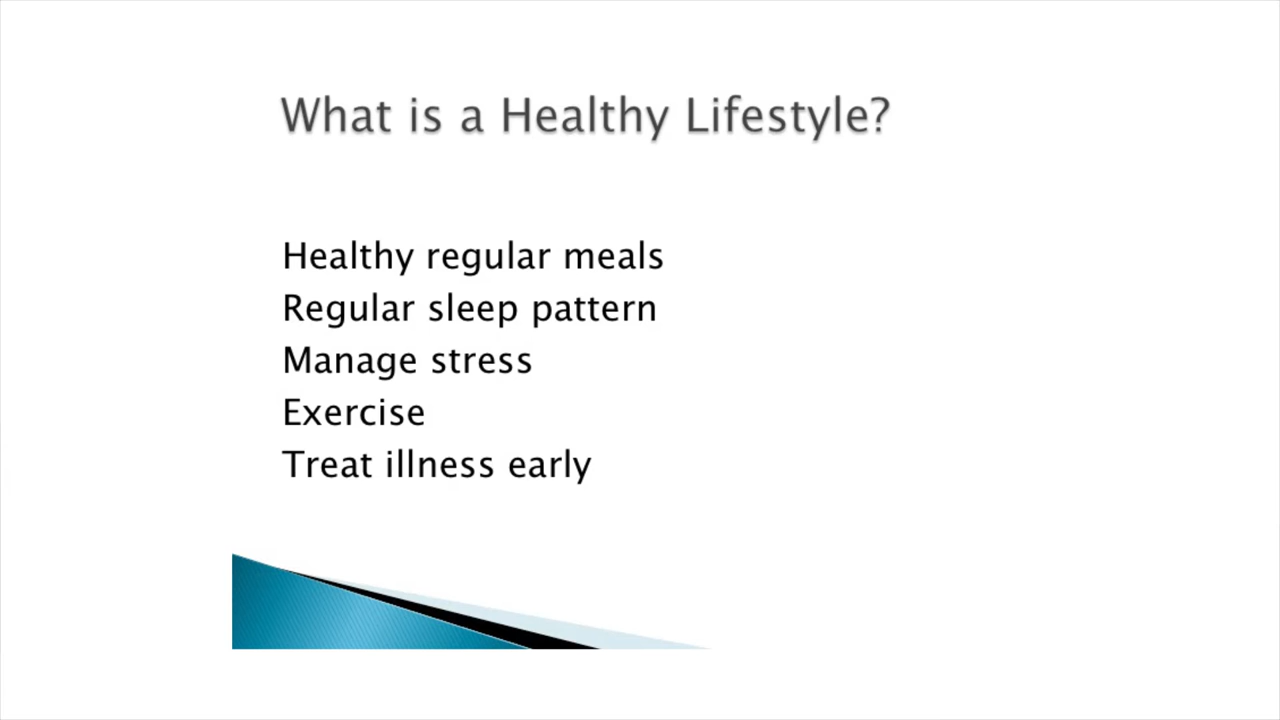 What is a Healthy Lifestyle?
Healthy regular meals
Regular sleep pattern
Manage stress
Exercise
Treat illness early